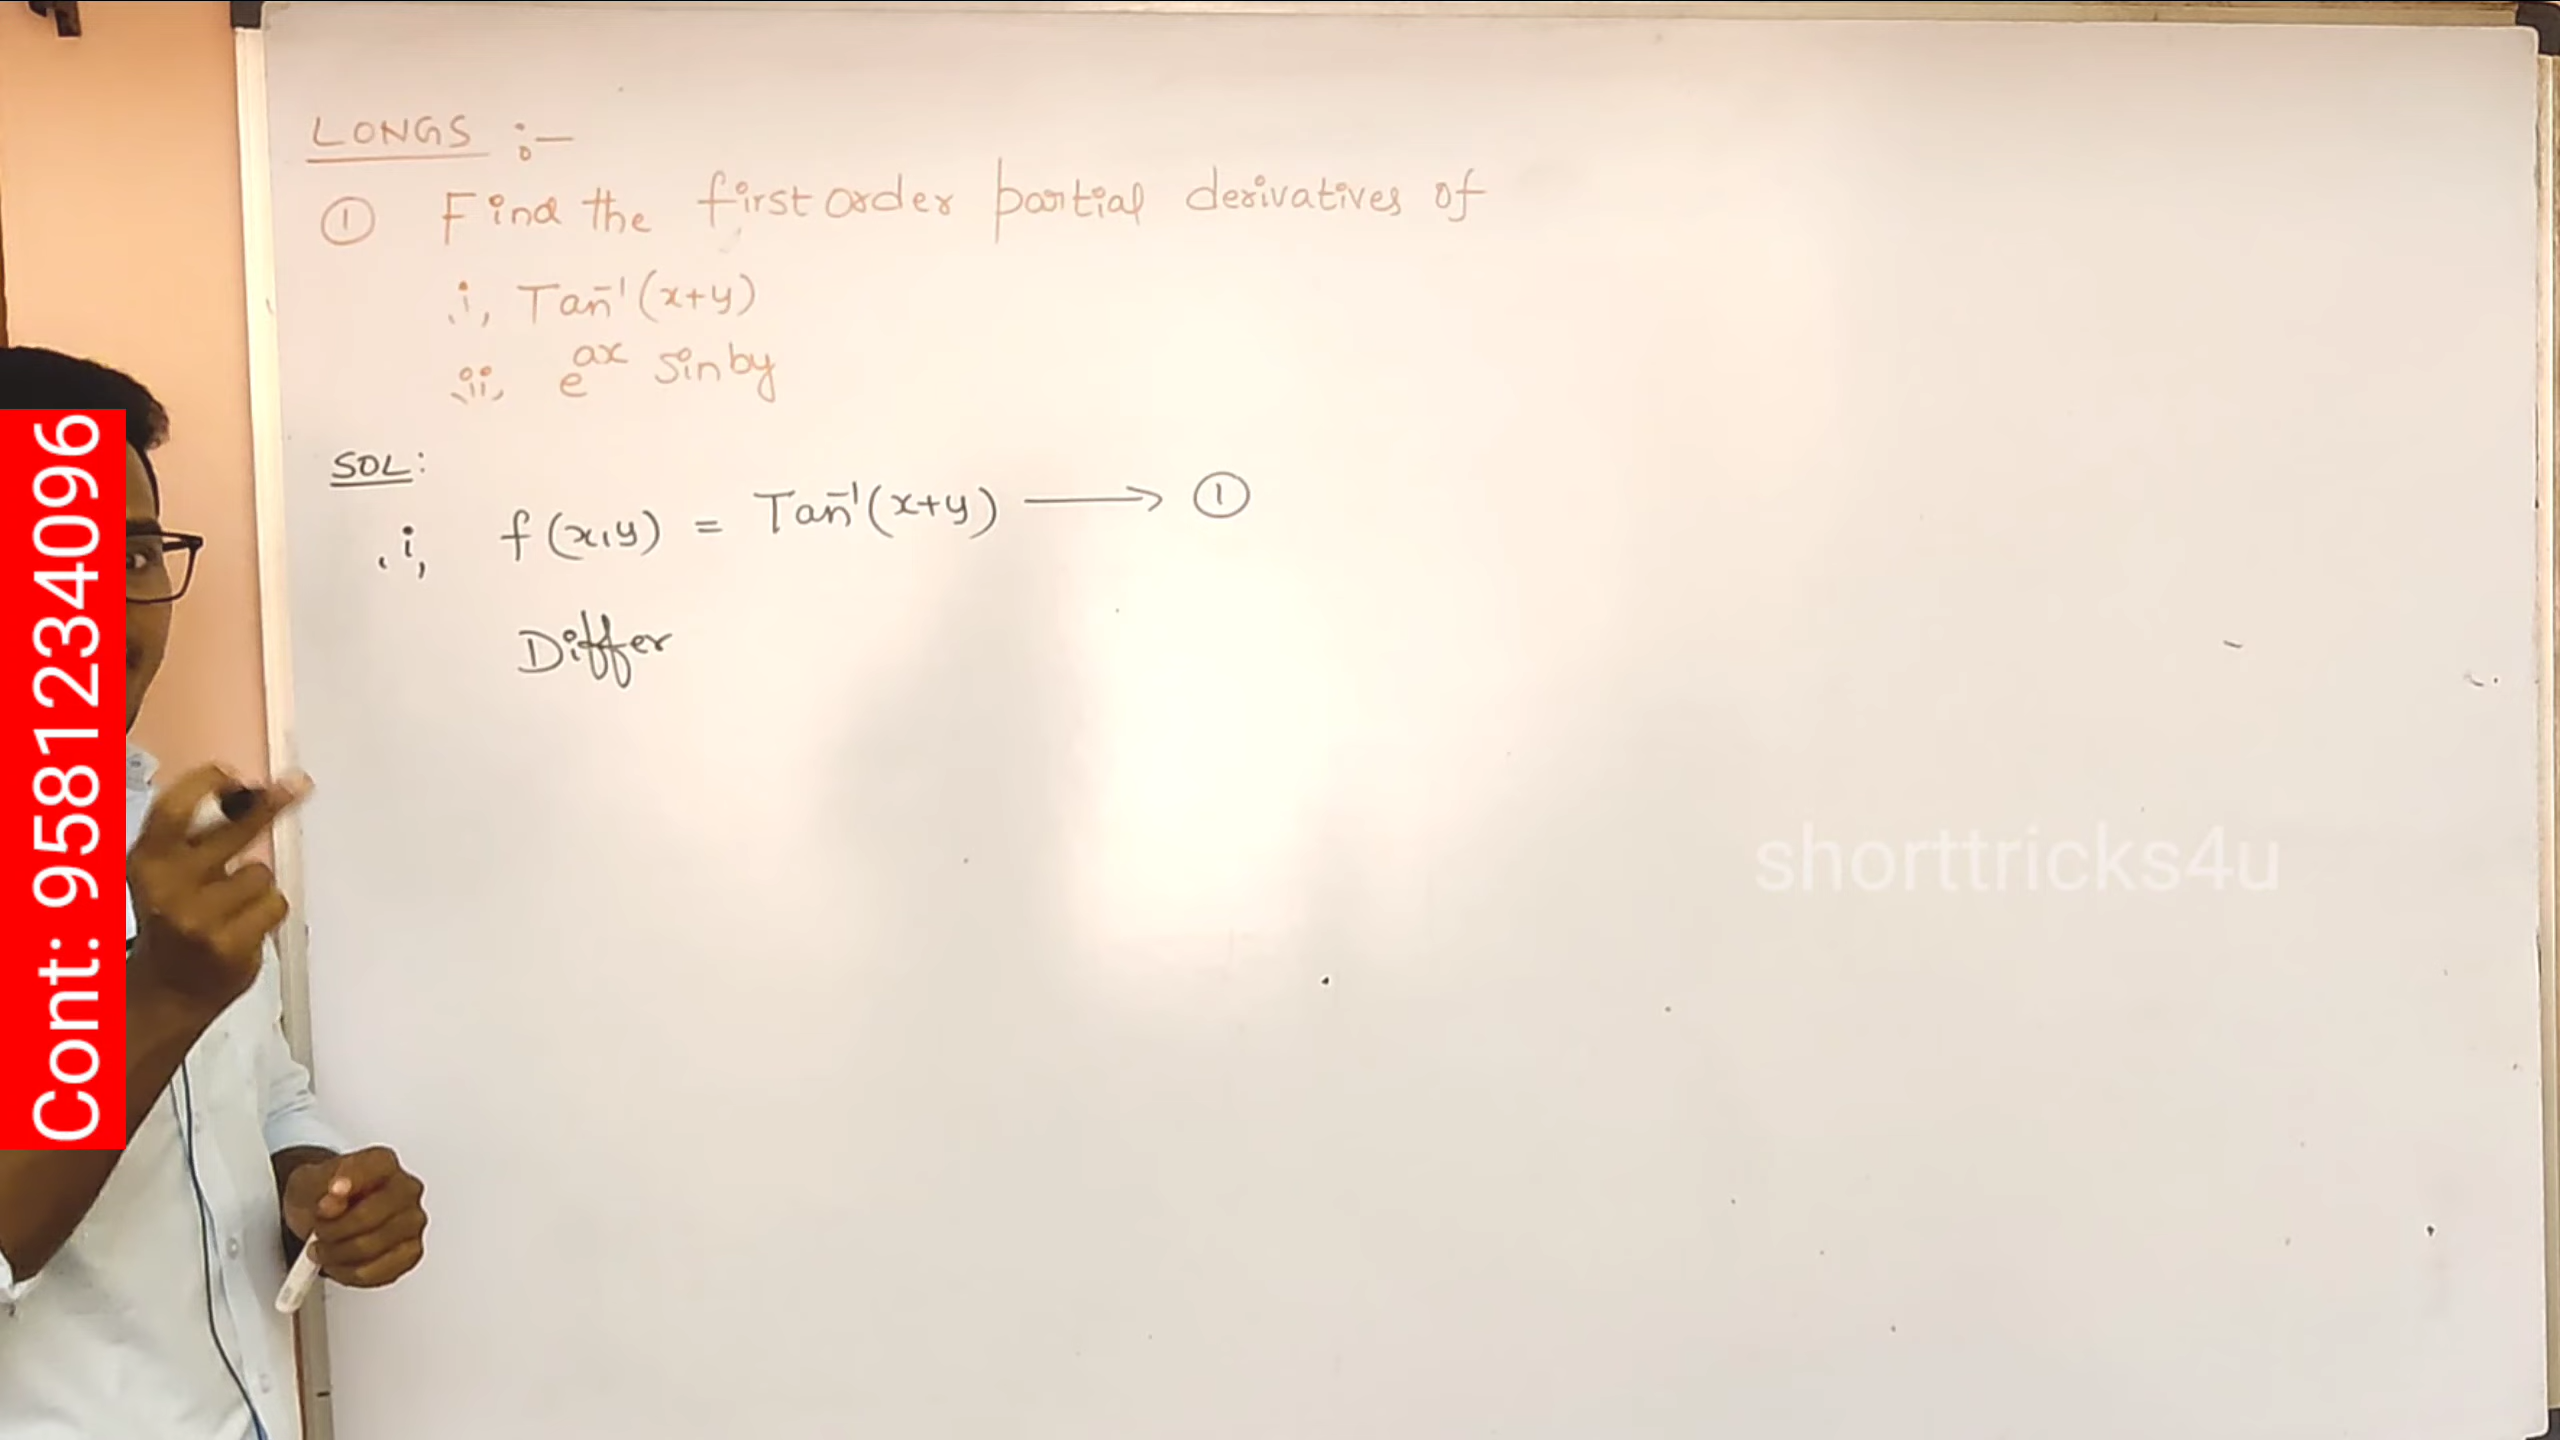 LONGS :-
① Find the first order partial derivatives of
i, Tan⁻¹(x+y)
ii, e^ax sin by
SOL:
i, f(x,y) = Tan⁻¹(x+y) ⟶ ①
Differ
Cont: 9581234096
shorttricks4u